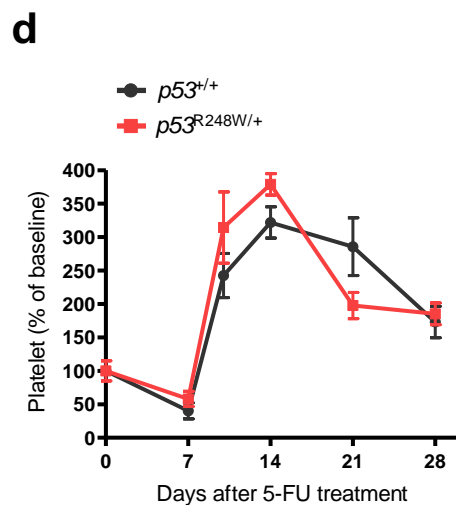 d
p53+/+
p53R248W/+
Platelet (% of baseline)
400
350
300
250
200
150
100
50
0
0 7 14 21 28
Days after 5-FU treatment